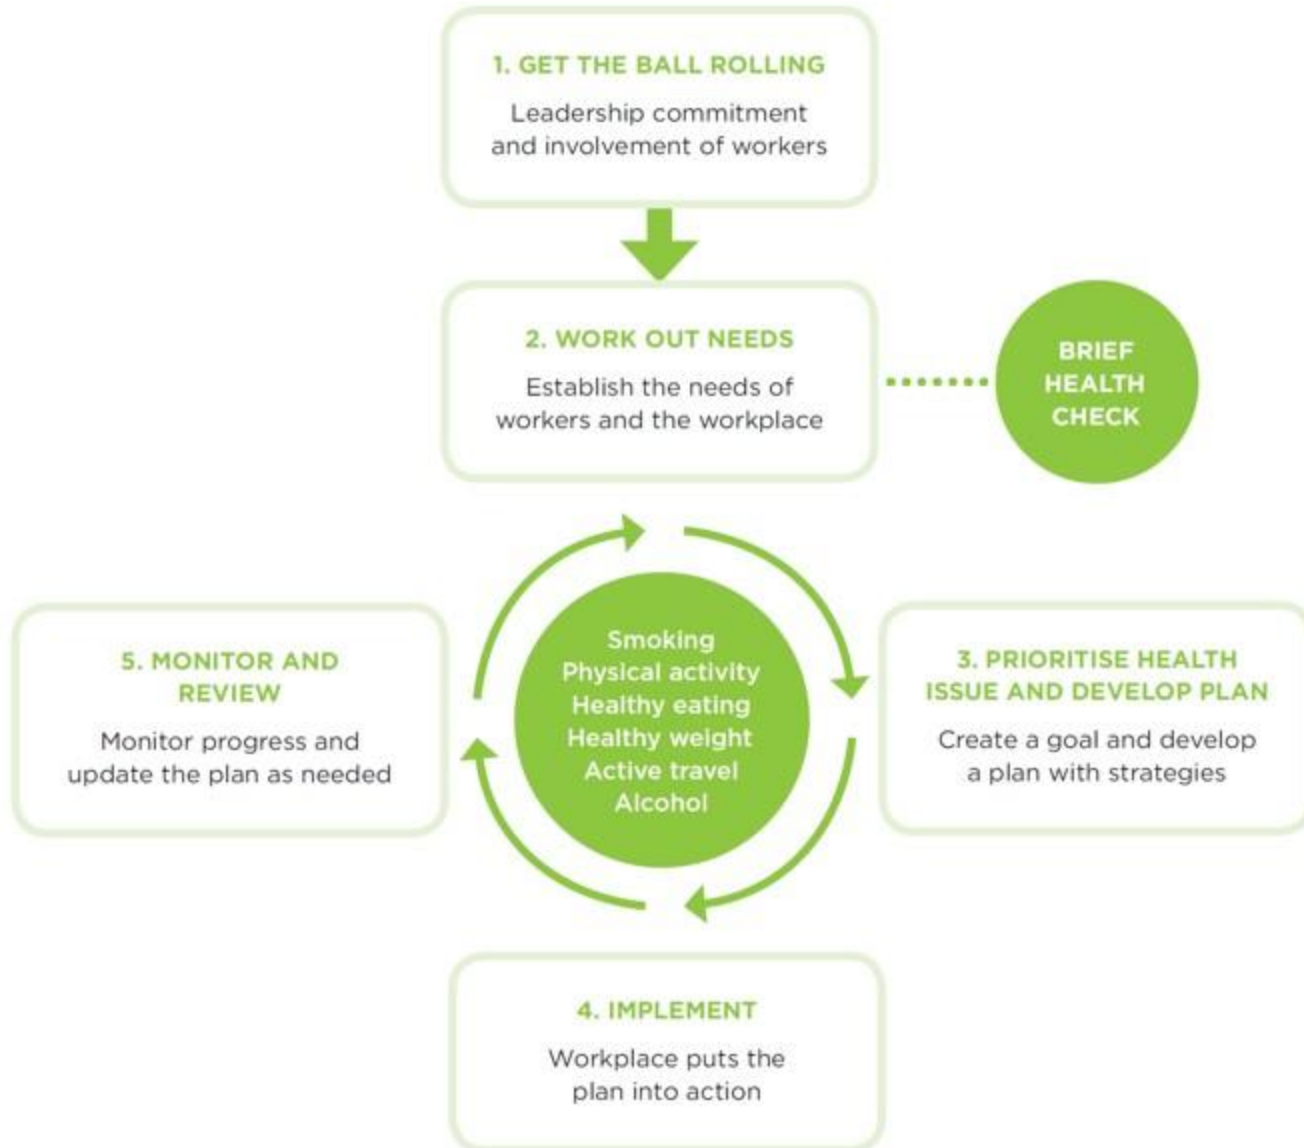 1. GET THE BALL ROLLING
Leadership commitment
and involvement of workers
2. WORK OUT NEEDS
Establish the needs of
workers and the workplace
BRIEF
HEALTH
CHECK
Smoking
Physical activity
Healthy eating
Healthy weight
Active travel
Alcohol
3. PRIORITISE HEALTH
ISSUE AND DEVELOP PLAN
Create a goal and develop
a plan with strategies
4. IMPLEMENT
Workplace puts the
plan into action
5. MONITOR AND
REVIEW
Monitor progress and
update the plan as needed